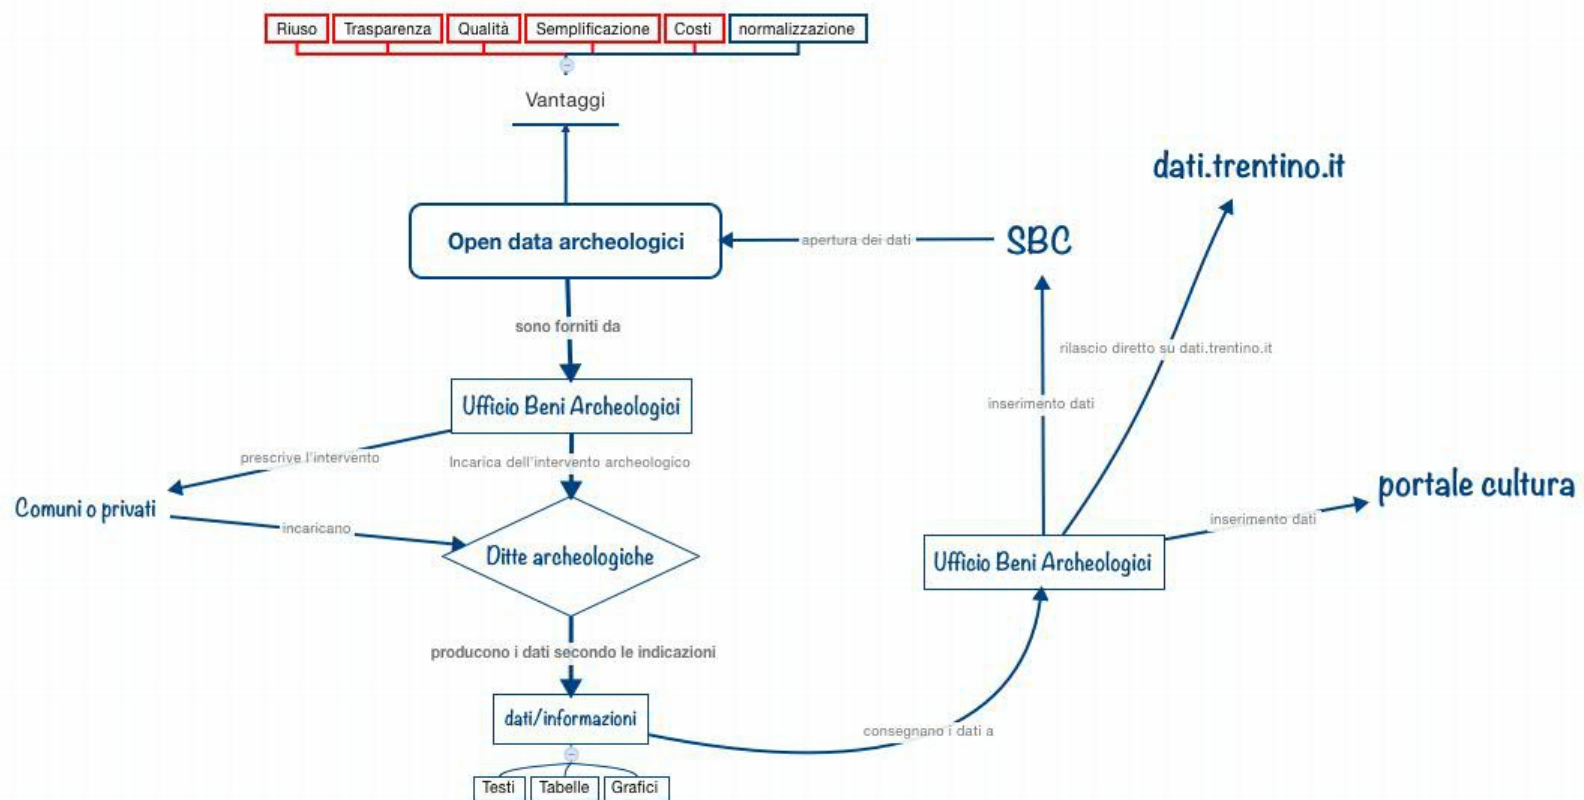 Riuso
Trasparenza
Qualità
Semplificazione
Costi
normalizzazione
Vantaggi
dati.trentino.it
Open data archeologici
apertura dei dati
SBC
sono forniti da
rilascio diretto su dati.trentino.it
Ufficio Beni Archeologici
inserimento dati
prescrive l'intervento
Incarica dell'intervento archeologico
Comuni o privati
incaricano
portale cultura
inserimento dati
Ditte archeologiche
Ufficio Beni Archeologici
producono i dati secondo le indicazioni
dati/informazioni
consegnano i dati a
Testi
Tabelle
Grafici